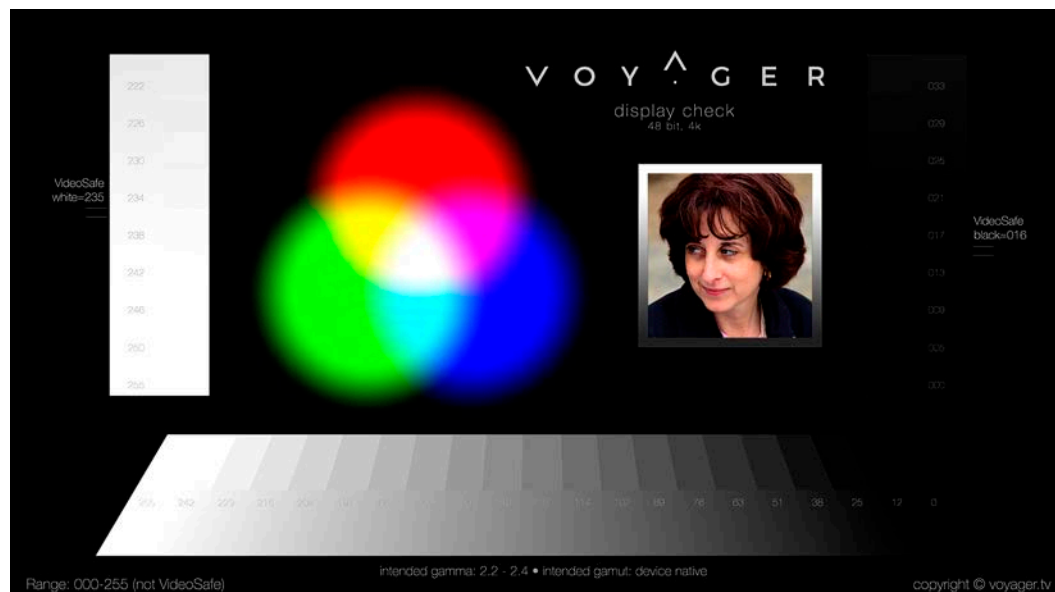 VOYAGER
display check
48 bit, 4k
222
226
230
VideoSafe
white=235
234
238
242
246
250
255
033
029
025
021
017
013
009
005
000
VideoSafe
black=016
255 242 229 216 114 102 89 76 63 51 38 25 12 0
intended gamma: 2.2 - 2.4 • intended gamut: device native
Range: 000-255 (not VideoSafe)
copyright © voyager.tv